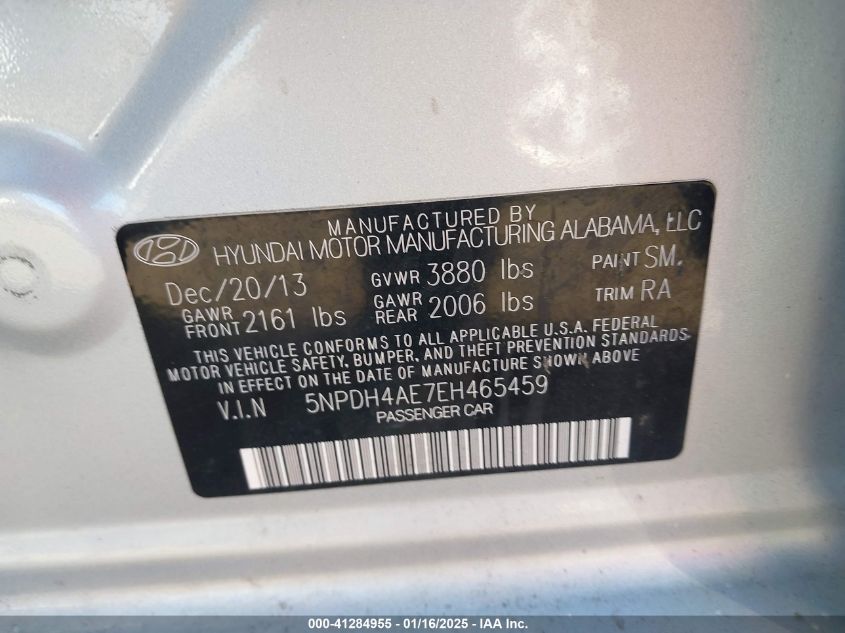 MANUFACTURED BY
HYUNDAI MOTOR MANUFACTURING ALABAMA, LLC
Dec/20/13 GVWR 3880 lbs PAINT SM.
GAWR FRONT 2161 lbs GAWR REAR 2006 lbs TRIM RA
THIS VEHICLE CONFORMS TO ALL APPLICABLE U.S.A. FEDERAL
MOTOR VEHICLE SAFETY, BUMPER, AND THEFT PREVENTION STANDARDS
IN EFFECT ON THE DATE OF MANUFACTURE SHOWN ABOVE
V.I.N 5NPDH4AE7EH465459
PASSENGER CAR
000-41284955 - 01/16/2025 - IAA Inc.